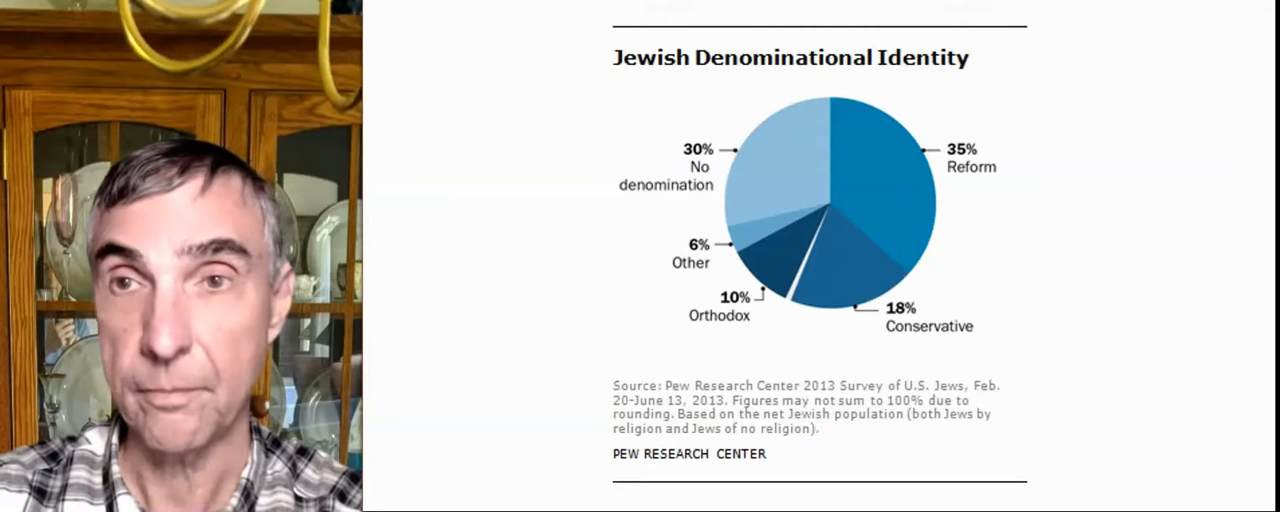 Jewish Denominational Identity
30%
No
denomination
35%
Reform
6%
Other
10%
Orthodox
18%
Conservative
Source: Pew Research Center 2013 Survey of U.S. Jews, Feb.
20-June 13, 2013. Figures may not sum to 100% due to
rounding. Based on the net Jewish population (both Jews by
religion and Jews of no religion).
PEW RESEARCH CENTER